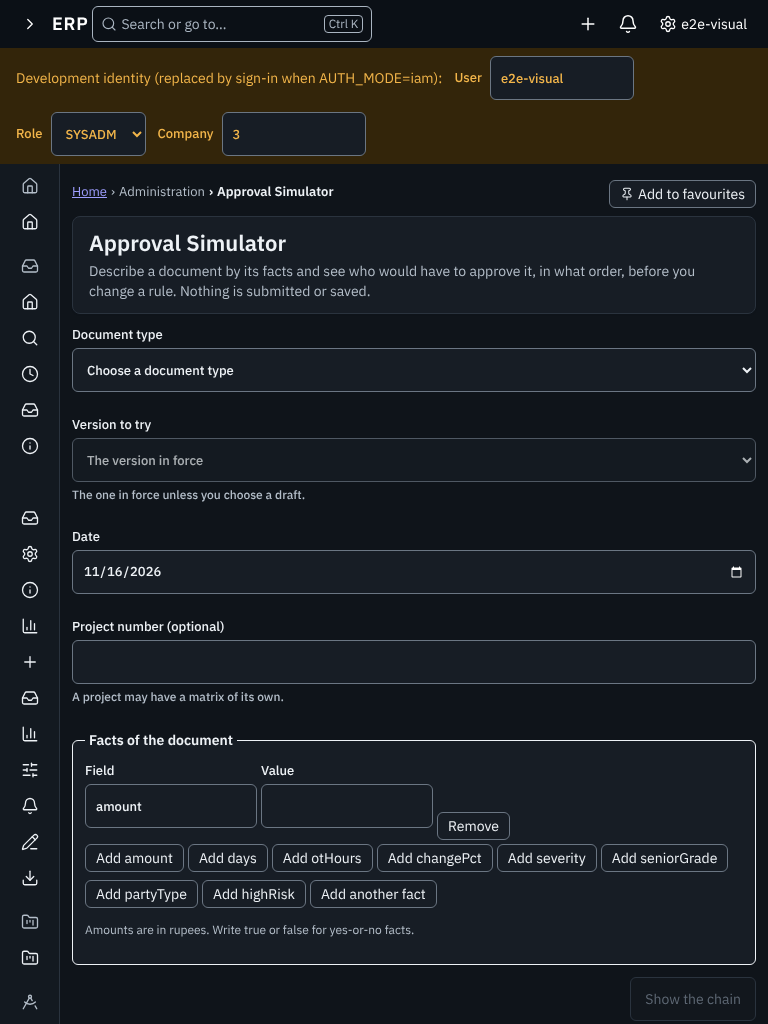 ERP
Search or go to…
Ctrl K
e2e-visual
Development identity (replaced by sign-in when AUTH_MODE=iam):
User
e2e-visual
Role
SYSADM
Company
3
Home › Administration › Approval Simulator
Add to favourites
Approval Simulator
Describe a document by its facts and see who would have to approve it, in what order, before you
change a rule. Nothing is submitted or saved.
Document type
Choose a document type
Version to try
The version in force
The one in force unless you choose a draft.
Date
11/16/2026
Project number (optional)
A project may have a matrix of its own.
Facts of the document
Field
Value
amount
Remove
Add amount
Add days
Add otHours
Add changePct
Add severity
Add seniorGrade
Add partyType
Add highRisk
Add another fact
Amounts are in rupees. Write true or false for yes-or-no facts.
Show the chain